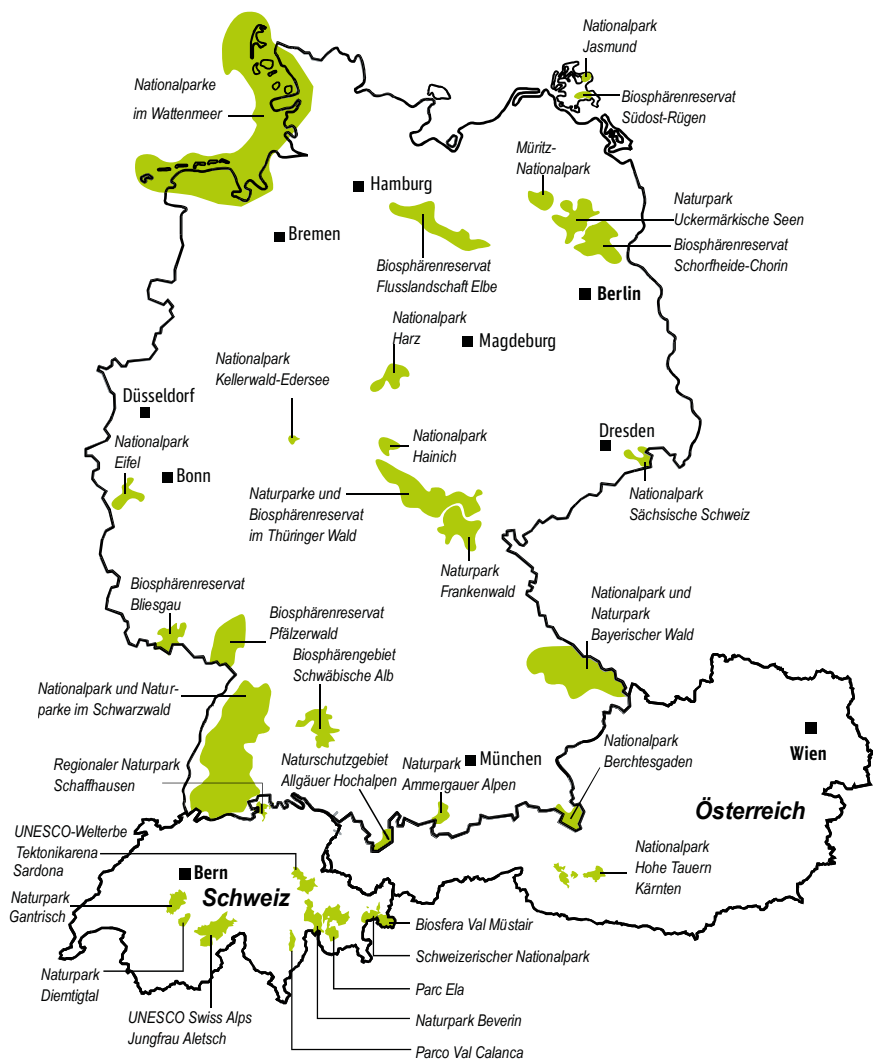 Nationalpark
Jasmund
Nationalparke
im Wattenmeer
Biosphärenreservat
Südost-Rügen
Müritz-
Nationalpark
Hamburg
Naturpark
Uckermärkische Seen
Bremen
Biosphärenreservat
Schorfheide-Chorin
Biosphärenreservat
Flusslandschaft Elbe
Berlin
Nationalpark
Harz
Magdeburg
Nationalpark
Kellerwald-Edersee
Düsseldorf
Dresden
Nationalpark
Eifel
Nationalpark
Hainich
Bonn
Naturparke und
Biosphärenreservat
im Thüringer Wald
Nationalpark
Sächsische Schweiz
Naturpark
Frankenwald
Biosphärenreservat
Bliesgau
Biosphärenreservat
Pfälzerwald
Nationalpark und
Naturpark
Bayerischer Wald
Biosphärengebiet
Schwäbische Alb
Nationalpark und Natur-
parke im Schwarzwald
Regionaler Naturpark
Schaffhausen
Naturschutzgebiet
Allgäuer Hochalpen
Naturpark
Ammergauer Alpen
München
Nationalpark
Berchtesgaden
Wien
Österreich
UNESCO-Welterbe
Tektonikarena
Sardona
Nationalpark
Hohe Tauern
Kärnten
Bern
Schweiz
Naturpark
Gantrisch
Biosfera Val Müstair
Schweizerischer Nationalpark
Naturpark
Diemtigtal
Parc Ela
UNESCO Swiss Alps
Jungfrau Aletsch
Naturpark Beverin
Parco Val Calanca